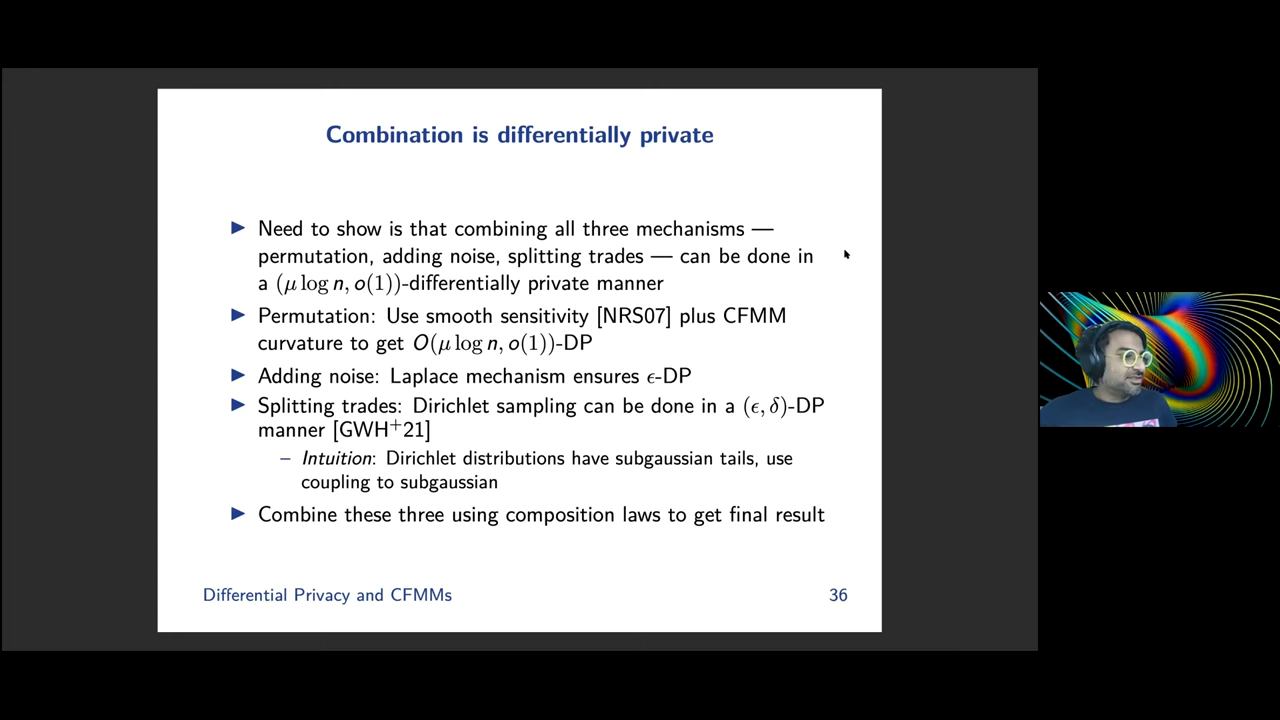 Combination is differentially private
▶ Need to show is that combining all three mechanisms —
permutation, adding noise, splitting trades — can be done in
a (μ log n, o(1))-differentially private manner
▶ Permutation: Use smooth sensitivity [NRS07] plus CFMM
curvature to get O(μ log n, o(1))-DP
▶ Adding noise: Laplace mechanism ensures ϵ-DP
▶ Splitting trades: Dirichlet sampling can be done in a (ϵ, δ)-DP
manner [GWH⁺21]
– Intuition: Dirichlet distributions have subgaussian tails, use
coupling to subgaussian
▶ Combine these three using composition laws to get final result
Differential Privacy and CFMMs 36